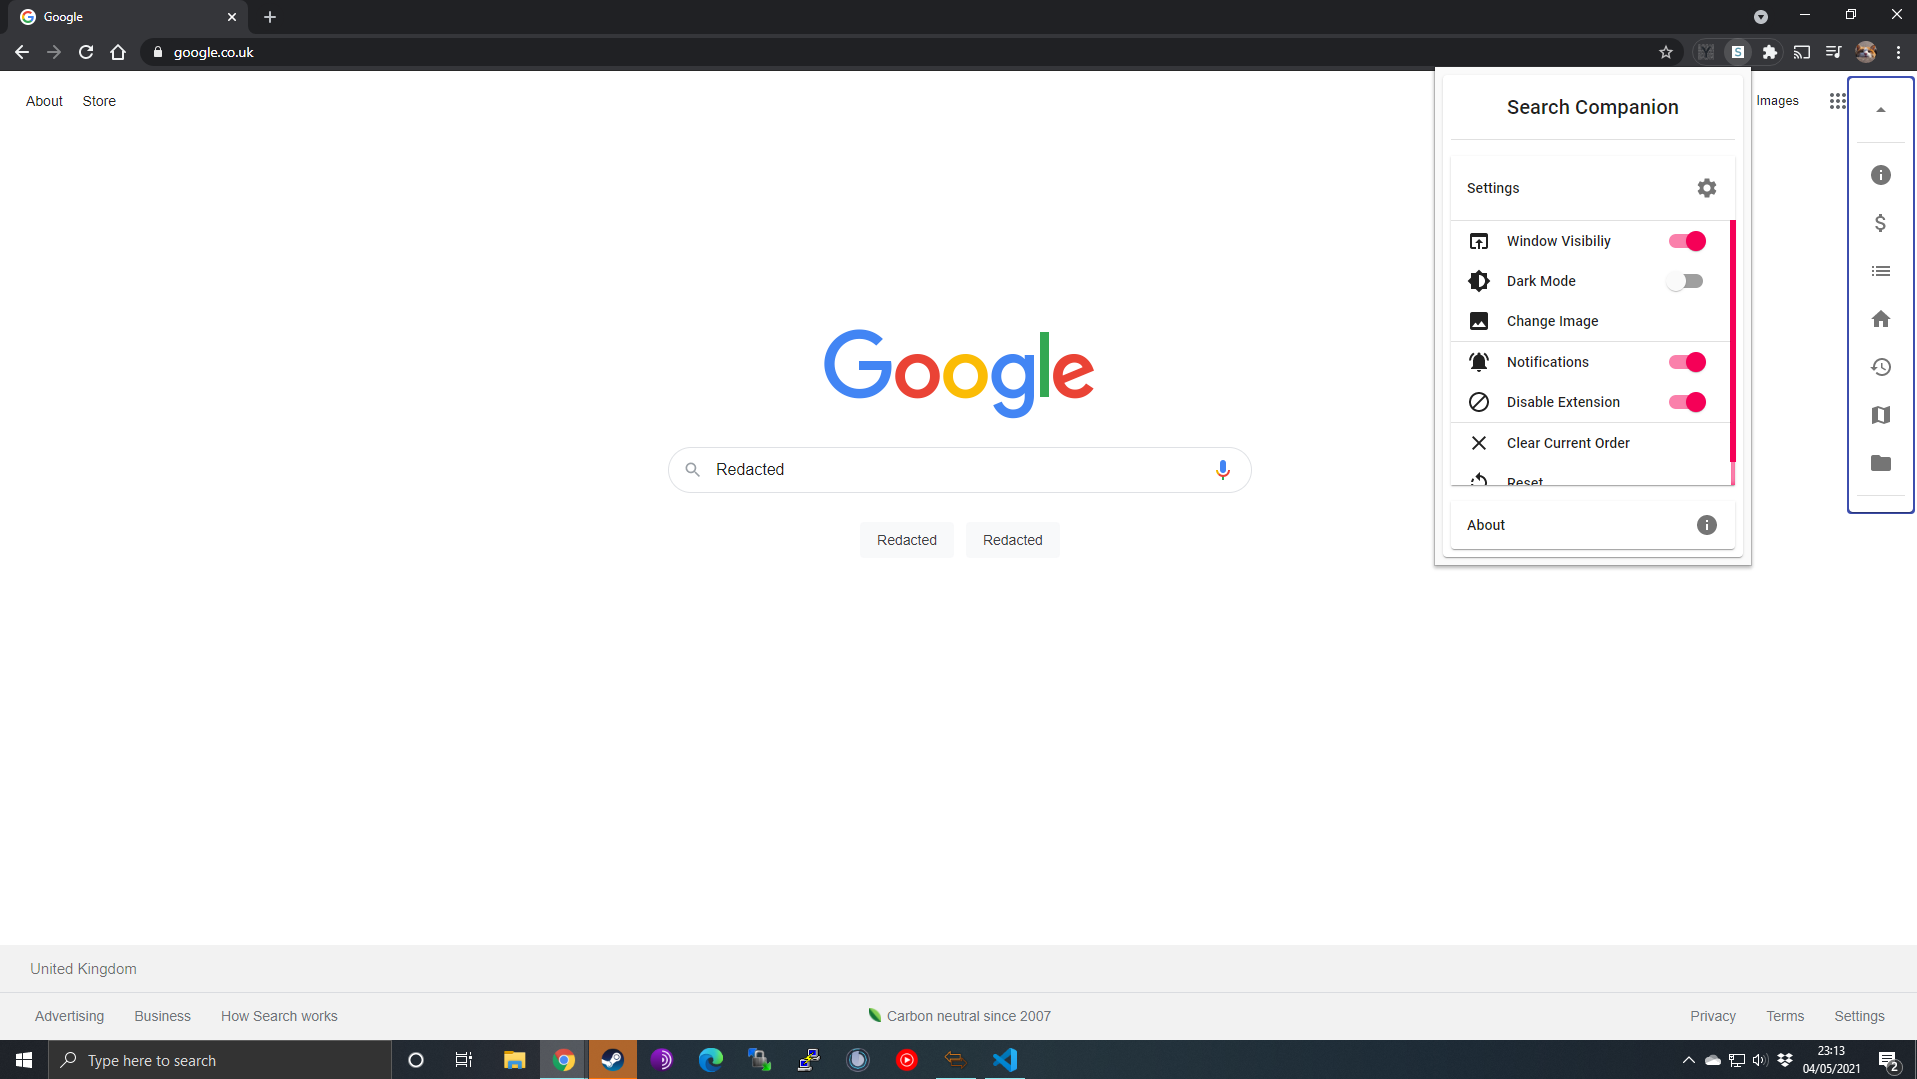 Google
google.co.uk
S
About Store
Images
Search Companion
Settings
Window Visibiliy
Dark Mode
Change Image
Notifications
Disable Extension
Clear Current Order
Reset
About
Google
Redacted
Redacted Redacted
United Kingdom
Advertising Business How Search works
Carbon neutral since 2007
Privacy Terms Settings
Type here to search
23:13
04/05/2021
2